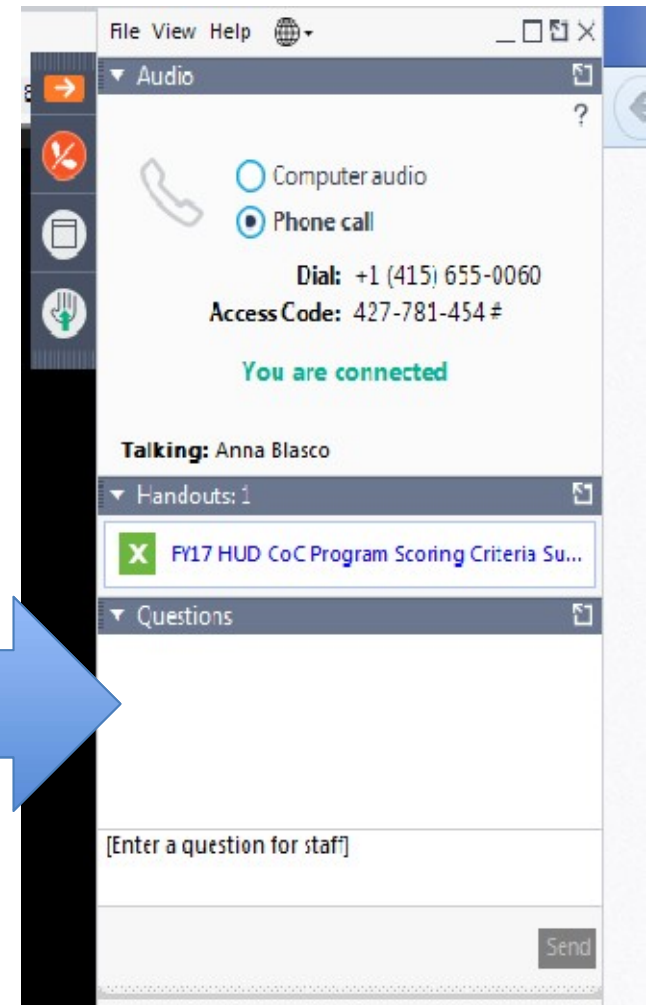 File View Help
Audio
?
Computer audio
Phone call
Dial: +1 (415) 655-0060
Access Code: 427-781-454 #
You are connected
Talking: Anna Blasco
Handouts: 1
X FY17 HUD CoC Program Scoring Criteria Su...
Questions
[Enter a question for staff]
Send